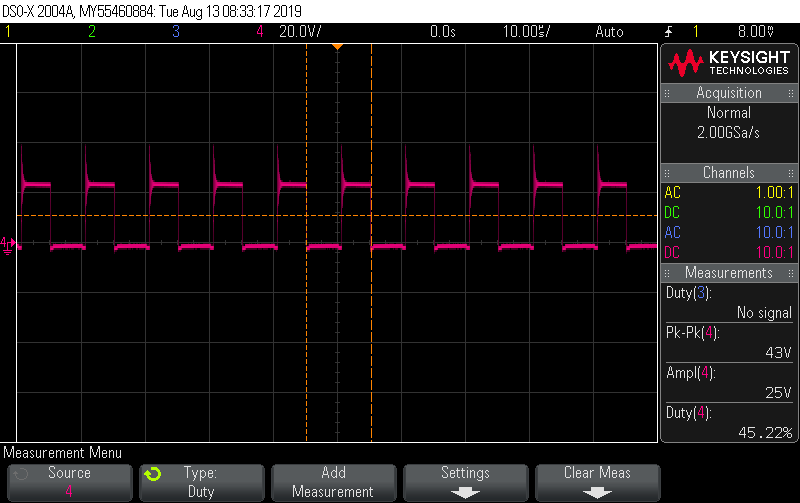 DSO-X 2004A, MY55460884: Tue Aug 13 08:33:17 2019
1 2 3 4 20.0V/ 0.0s 10.00us/ Auto 1 8.00V
KEYSIGHT
TECHNOLOGIES
Acquisition
Normal
2.00GSa/s
Channels
AC 1.00:1
DC 10.0:1
AC 10.0:1
DC 10.0:1
Measurements
Duty(3):
No signal
Pk-Pk(4):
43V
Ampl(4):
25V
Duty(4):
45.22%
4
Measurement Menu
Source
4
Type:
Duty
Add
Measurement
Settings
Clear Meas